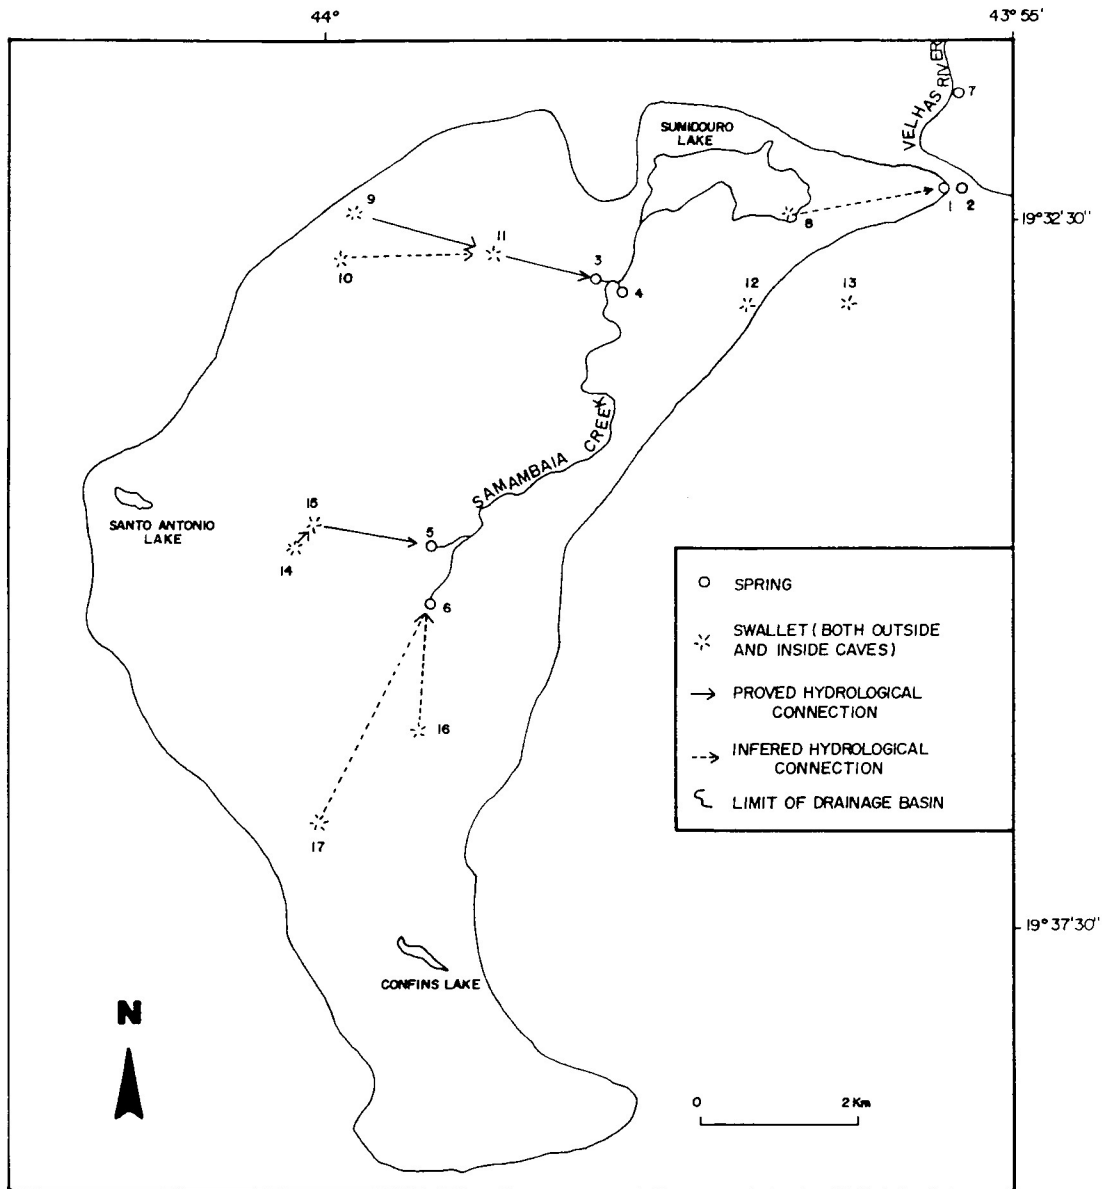 44°
43° 55'
VELHAS RIVER
7
SUMIDOURO
LAKE
1
2
9
8
19° 32' 30"
11
10
3
4
12
13
SAMAMBAIA CREEK
SANTO ANTONIO
LAKE
15
14
5
6
16
17
SPRING
SWALLET (BOTH OUTSIDE
AND INSIDE CAVES)
PROVED HYDROLOGICAL
CONNECTION
INFERED HYDROLOGICAL
CONNECTION
LIMIT OF DRAINAGE BASIN
19° 37' 30"
CONFINS LAKE
N
0
2 Km